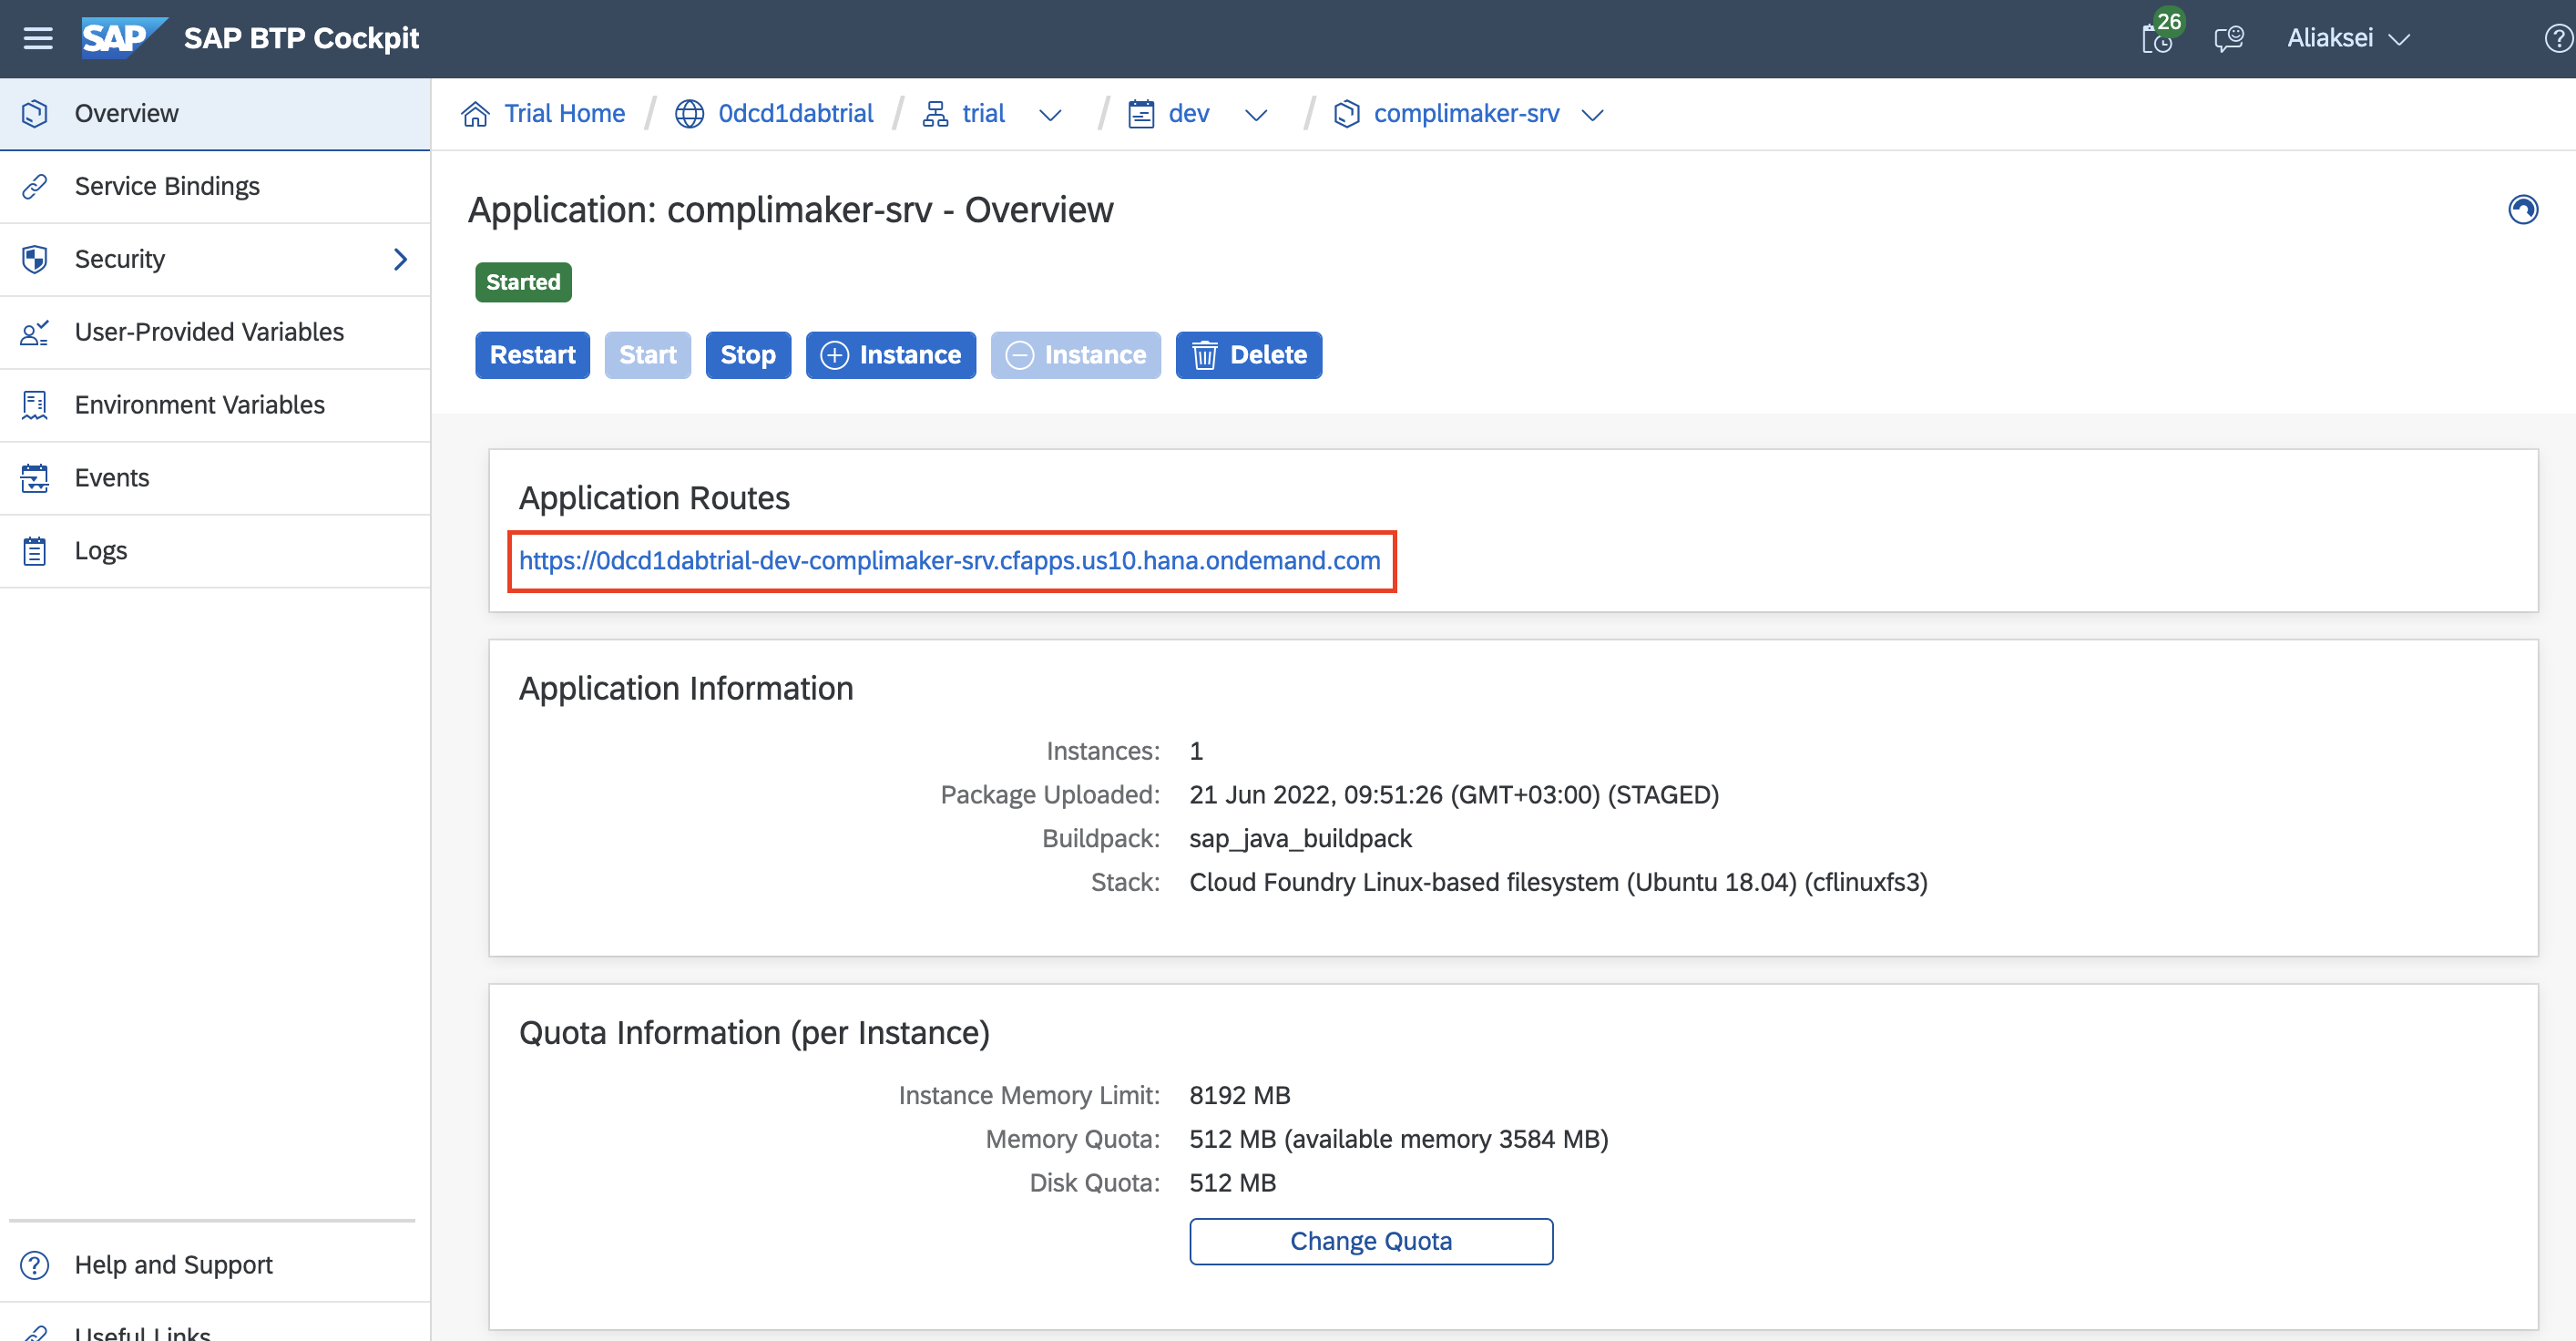 SAP SAP BTP Cockpit 26 Aliaksei
Overview
Service Bindings
Security
User-Provided Variables
Environment Variables
Events
Logs
Help and Support
Useful Links
Trial Home / 0dcd1dabtrial / trial / dev / complimaker-srv
Application: complimaker-srv - Overview
Started
Restart Start Stop Instance Instance Delete
Application Routes
https://0dcd1dabtrial-dev-complimaker-srv.cfapps.us10.hana.ondemand.com
Application Information
Instances: 1
Package Uploaded: 21 Jun 2022, 09:51:26 (GMT+03:00) (STAGED)
Buildpack: sap_java_buildpack
Stack: Cloud Foundry Linux-based filesystem (Ubuntu 18.04) (cflinuxfs3)
Quota Information (per Instance)
Instance Memory Limit: 8192 MB
Memory Quota: 512 MB (available memory 3584 MB)
Disk Quota: 512 MB
Change Quota